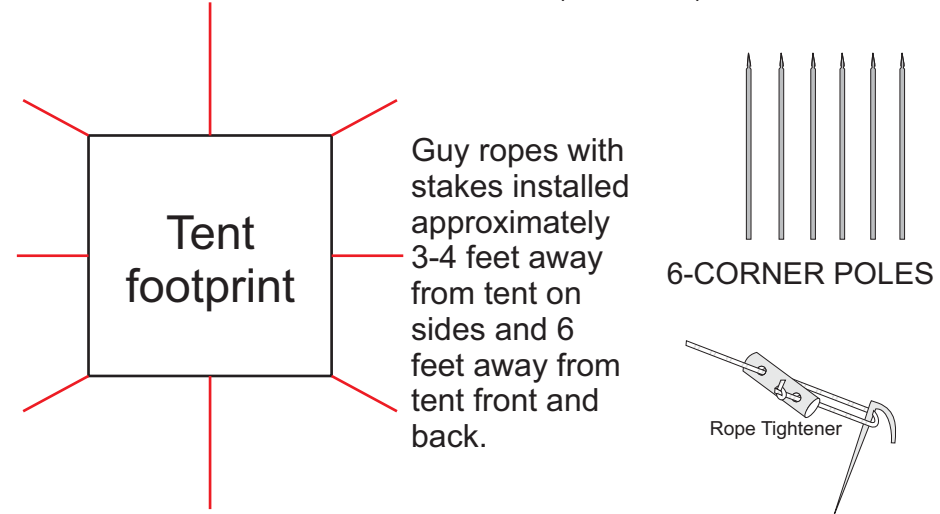 Tent
footprint
Guy ropes with
stakes installed
approximately
3-4 feet away
from tent on
sides and 6
feet away from
tent front and
back.
6-CORNER POLES
Rope Tightener